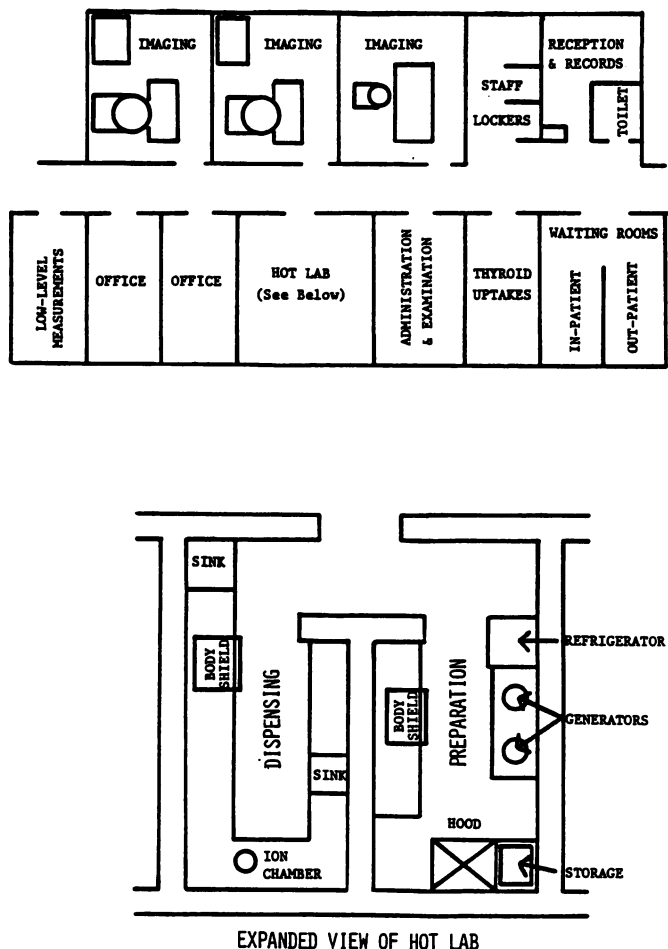 IMAGING
IMAGING
IMAGING
RECEPTION
& RECORDS
STAFF
LOCKERS
TOILET
LOW-LEVEL
MEASUREMENTS
OFFICE
OFFICE
HOT LAB
(See Below)
ADMINISTRATION
& EXAMINATION
THYROID
UPTAKES
WAITING ROOMS
IN-PATIENT
OUT-PATIENT
SINK
BODY
SHIELD
DISPENSING
SINK
BODY
SHIELD
PREPARATION
REFRIGERATOR
GENERATORS
HOOD
ION
CHAMBER
STORAGE
EXPANDED VIEW OF HOT LAB